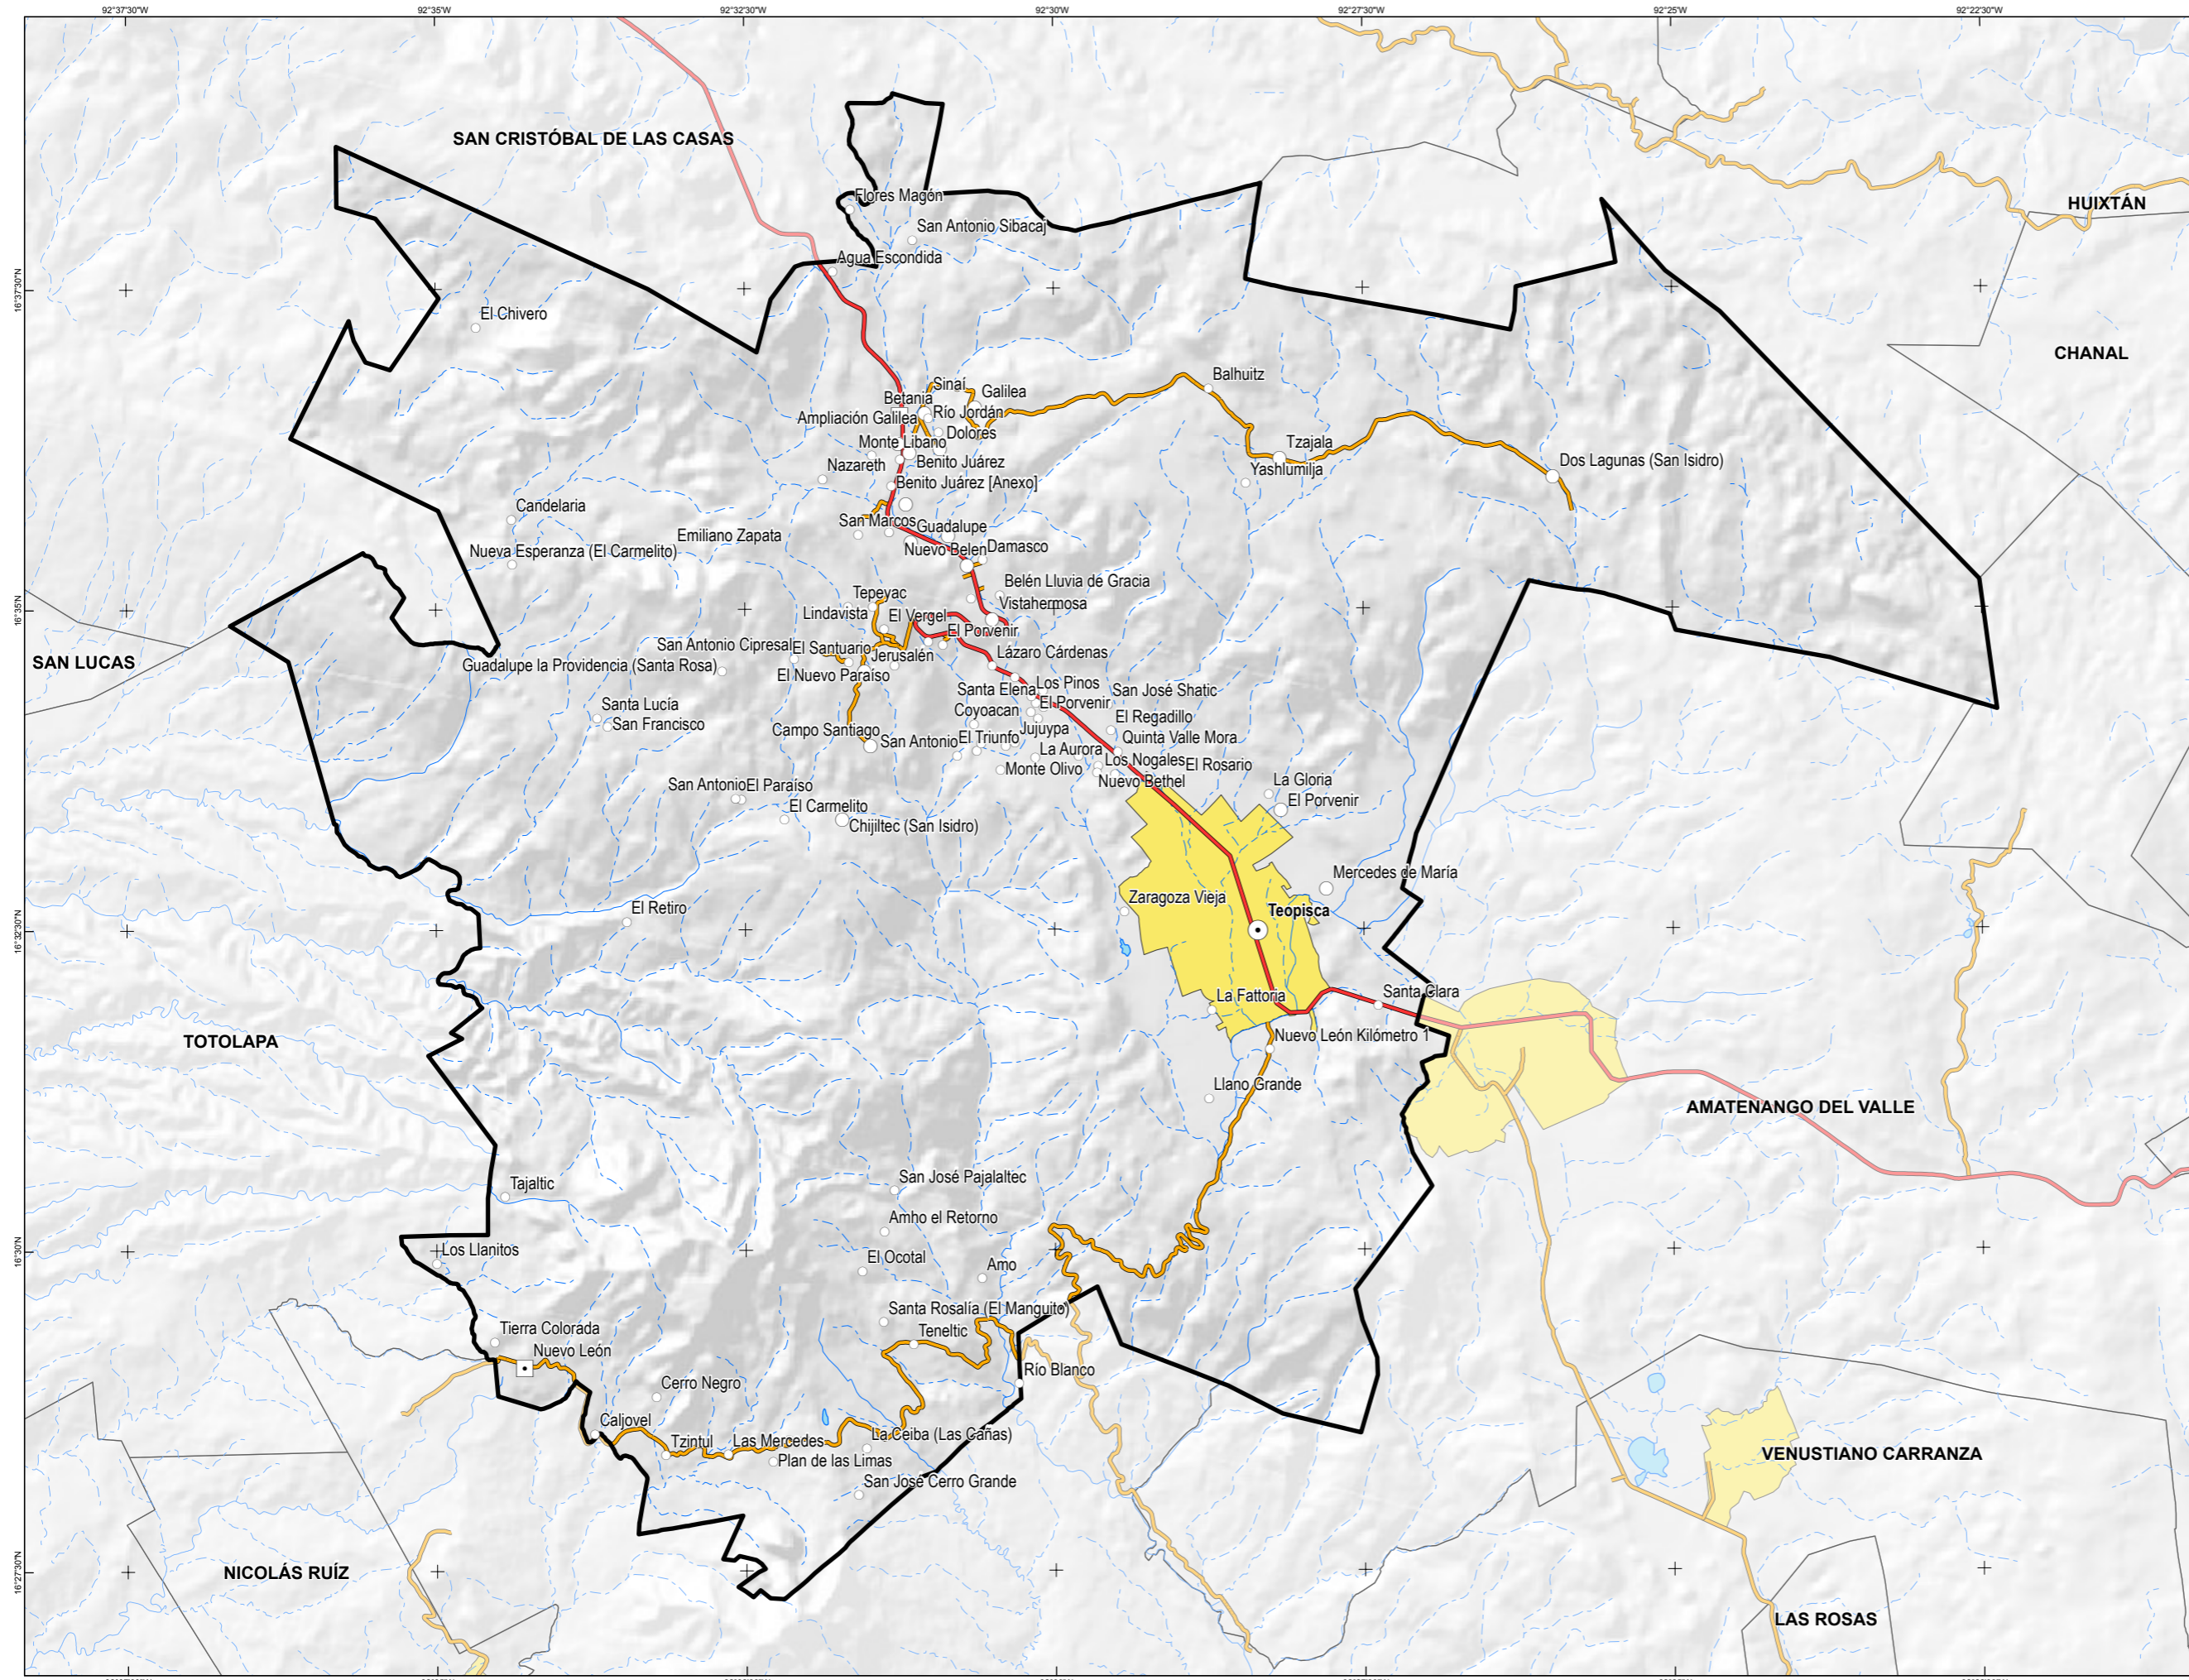 92°37'30"W
92°35'W
92°32'30"W
92°30'W
92°27'30"W
92°25'W
92°22'30"W
SAN CRISTÓBAL DE LAS CASAS
HUIXTÁN
Flores Magón
San Antonio Sibacaj
Agua Escondida
16°37'30"N
El Chivero
CHANAL
Balhuitz
Sinaí
Galilea
Betania
Río Jordán
Ampliación Galilea
Dolores
Monte Libano
Tzajala
Benito Juárez
Nazareth
Yashlumilja
Dos Lagunas (San Isidro)
Benito Juárez [Anexo]
Candelaria
San Marcos
Guadalupe
Emiliano Zapata
Nueva Esperanza (El Carmelito)
Nuevo Belen
Damasco
Belén Lluvia de Gracia
16°35'N
Tepeyac
Vistahermosa
Lindavista
El Vergel
El Porvenir
San Antonio Cipresal
El Santuario
Jerusalén
Lázaro Cárdenas
SAN LUCAS
Guadalupe la Providencia (Santa Rosa)
El Nuevo Paraíso
Los Pinos
Santa Elena
San José Shatic
El Porvenir
Santa Lucía
Coyoacan
San Francisco
El Regadillo
Campo Santiago
Jujuypa
San Antonio
El Triunfo
Quinta Valle Mora
La Aurora
Los Nogales
El Rosario
Monte Olivo
Nuevo Bethel
La Gloria
San Antonio
El Paraíso
El Porvenir
El Carmelito
Chijiltec (San Isidro)
Mercedes de María
Zaragoza Vieja
El Retiro
Teopisca
16°32'30"N
Santa Clara
La Fattoria
Nuevo León Kilómetro 1
TOTOLAPA
Llano Grande
AMATENANGO DEL VALLE
San José Pajalaltec
Tajaltic
Amho el Retorno
16°30'N
Los Llanitos
El Ocotal
Amo
Santa Rosalía (El Manguito)
Tierra Colorada
Teneltic
Nuevo León
Río Blanco
Cerro Negro
Caljovel
La Ceiba (Las Cañas)
Tzintul
Las Mercedes
Plan de las Limas
VENUSTIANO CARRANZA
San José Cerro Grande
16°27'30"N
NICOLÁS RUÍZ
LAS ROSAS